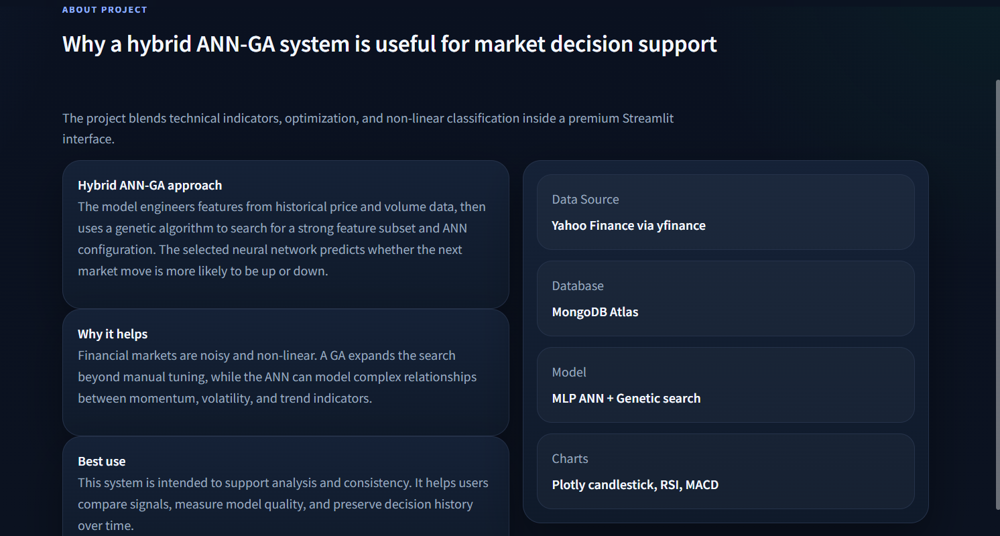 ABOUT PROJECT
Why a hybrid ANN-GA system is useful for market decision support
The project blends technical indicators, optimization, and non-linear classification inside a premium Streamlit
interface.
Hybrid ANN-GA approach
The model engineers features from historical price and volume data, then
uses a genetic algorithm to search for a strong feature subset and ANN
configuration. The selected neural network predicts whether the next
market move is more likely to be up or down.
Why it helps
Financial markets are noisy and non-linear. A GA expands the search
beyond manual tuning, while the ANN can model complex relationships
between momentum, volatility, and trend indicators.
Best use
This system is intended to support analysis and consistency. It helps users
compare signals, measure model quality, and preserve decision history
over time.
Data Source
Yahoo Finance via yfinance
Database
MongoDB Atlas
Model
MLP ANN + Genetic search
Charts
Plotly candlestick, RSI, MACD